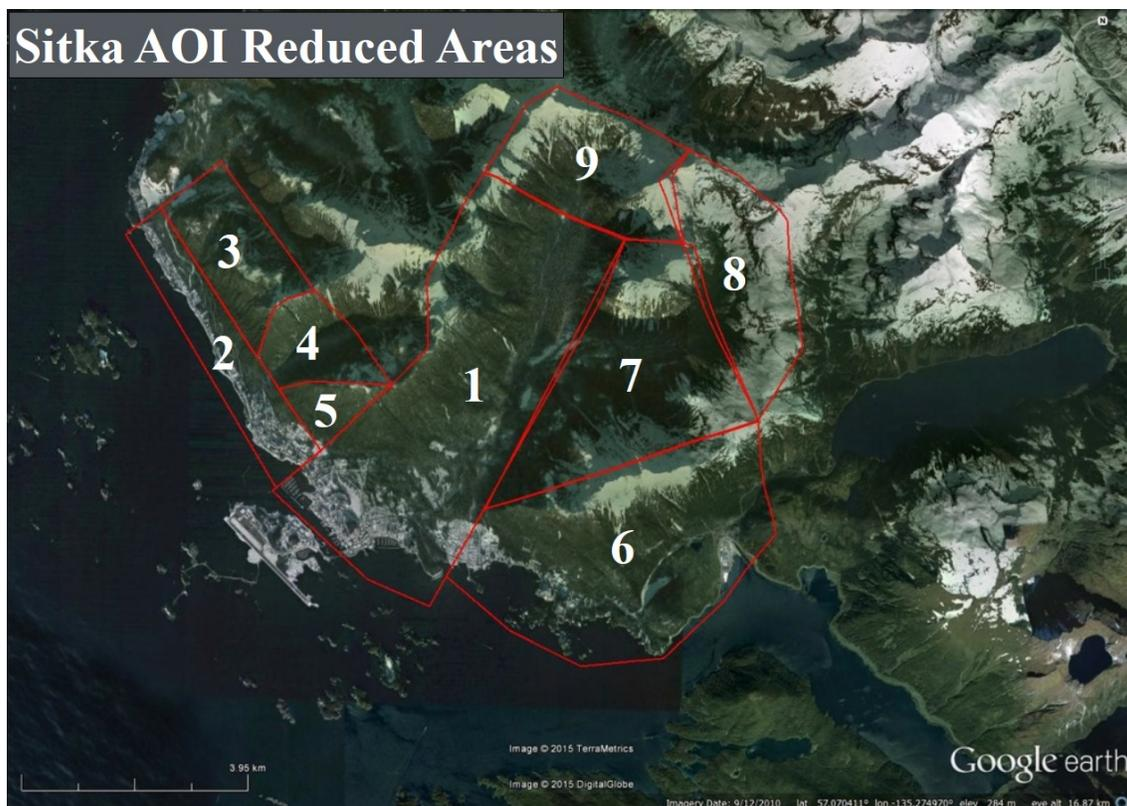 Sitka AOI Reduced Areas
N
9
3
8
4
2
1
7
5
6
Image © 2015 TerraMetrics
Google earth
3.95 km
Image © 2015 DigitalGlobe
Imagery Date: 9/12/2010 lat 57.070411° lon -135.274970° elev 284 m eye alt 16.87 km